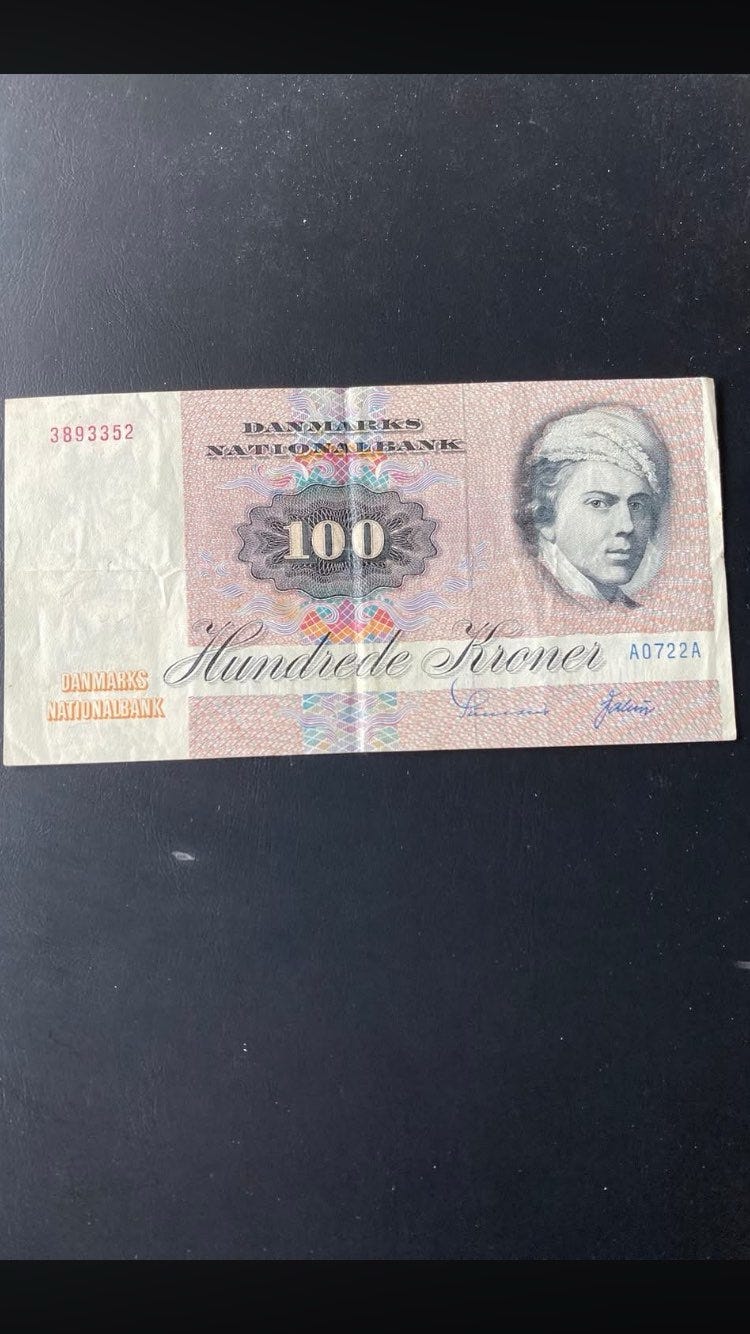 3893352
DANMARKS
NATIONALBANK
100
Hundrede Kroner
A0722A
DANMARKS
NATIONALBANK